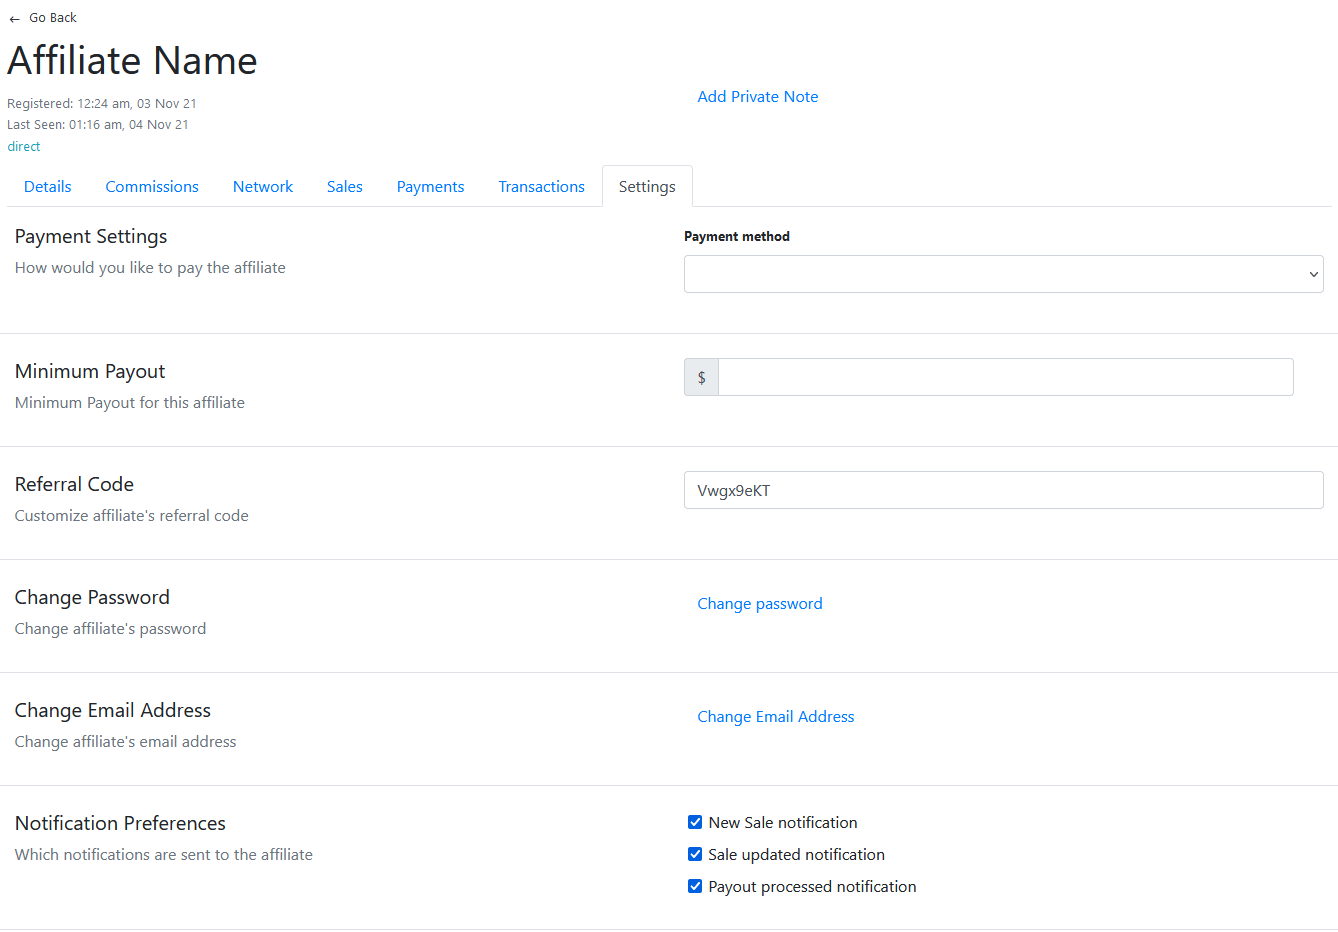 ← Go Back
Affiliate Name
Registered: 12:24 am, 03 Nov 21
Last Seen: 01:16 am, 04 Nov 21
direct
Add Private Note
Details Commissions Network Sales Payments Transactions Settings
Payment Settings
How would you like to pay the affiliate
Payment method
Minimum Payout
Minimum Payout for this affiliate
$
Referral Code
Customize affiliate's referral code
Vwgx9eKT
Change Password
Change affiliate's password
Change password
Change Email Address
Change affiliate's email address
Change Email Address
Notification Preferences
Which notifications are sent to the affiliate
New Sale notification
Sale updated notification
Payout processed notification